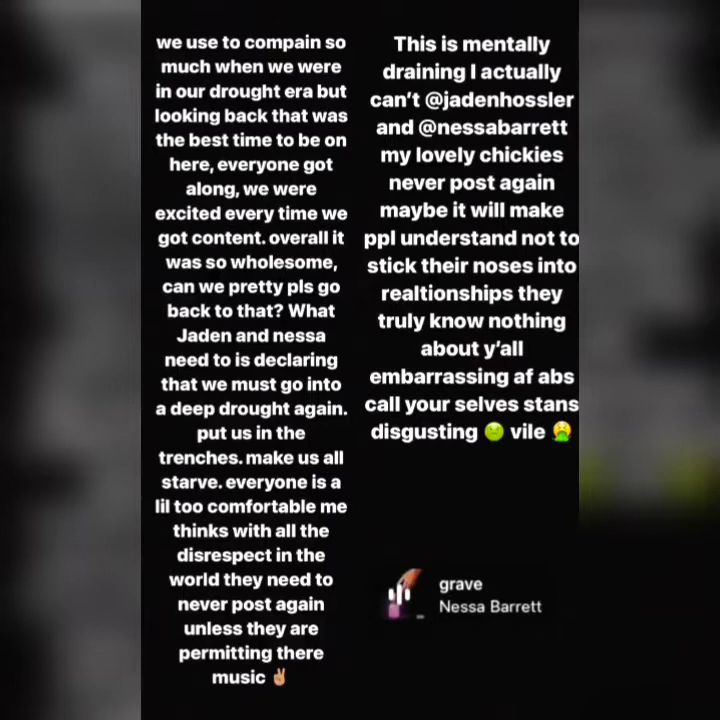 we use to compain so
much when we were
in our drought era but
looking back that was
the best time to be on
here, everyone got
along, we were
excited every time we
got content. overall it
was so wholesome,
can we pretty pls go
back to that? What
Jaden and nessa
need to is declaring
that we must go into
a deep drought again.
put us in the
trenches. make us all
starve. everyone is a
lil too comfortable me
thinks with all the
disrespect in the
world they need to
never post again
unless they are
permitting there
music ✌🏼
This is mentally
draining I actually
can't @jadenhossler
and @nessabarrett
my lovely chickies
never post again
maybe it will make
ppl understand not to
stick their noses into
realtionships they
truly know nothing
about y'all
embarrassing af abs
call your selves stans
disgusting 🤢 vile 🤮
grave
Nessa Barrett